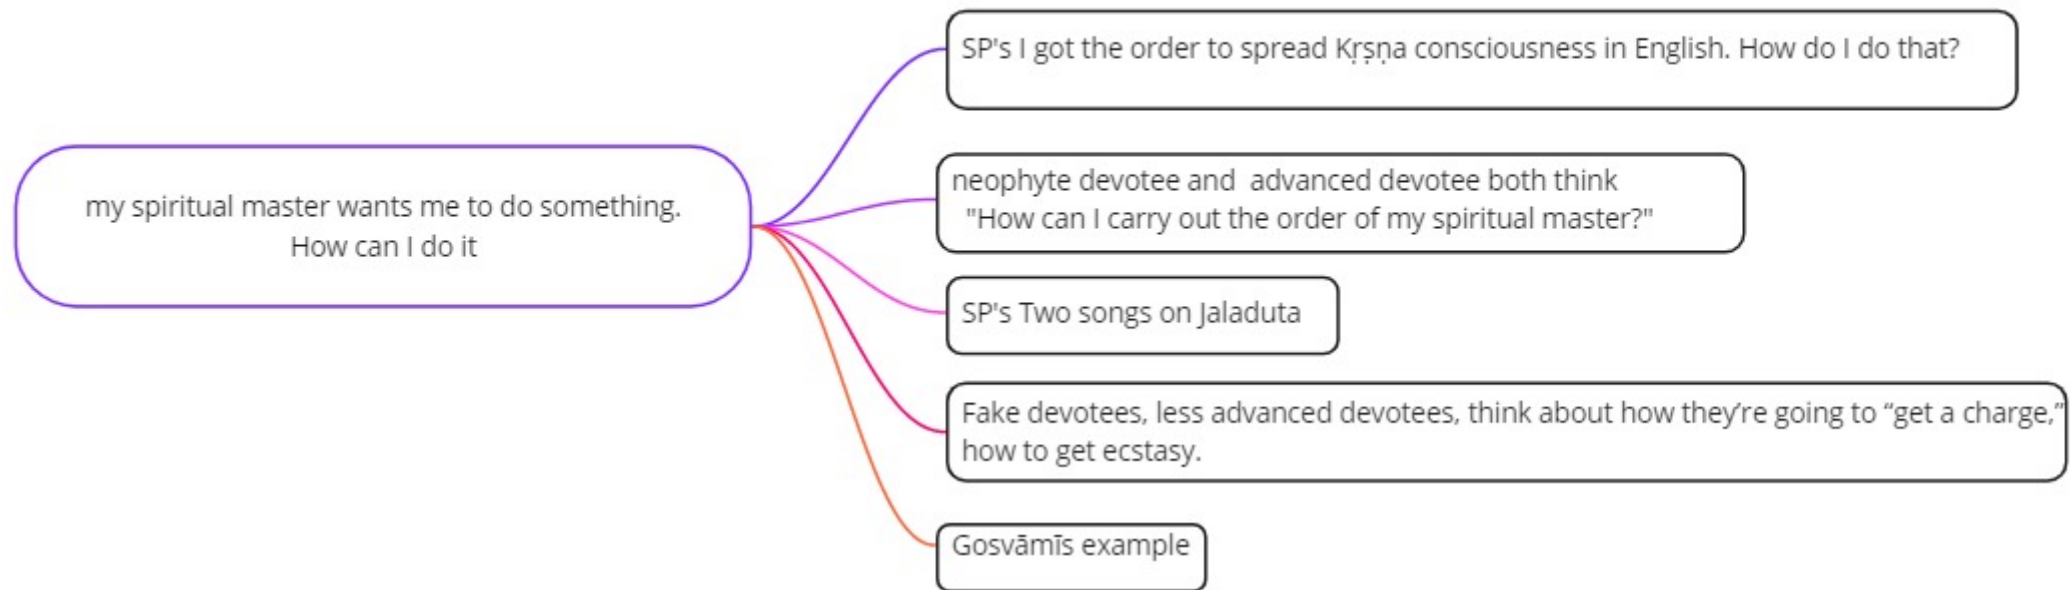 my spiritual master wants me to do something.
How can I do it
SP's I got the order to spread Kṛṣṇa consciousness in English. How do I do that?
neophyte devotee and  advanced devotee both think
"How can I carry out the order of my spiritual master?"
SP's Two songs on Jaladuta
Fake devotees, less advanced devotees, think about how they’re going to “get a charge,”
how to get ecstasy.
Gosvāmīs example